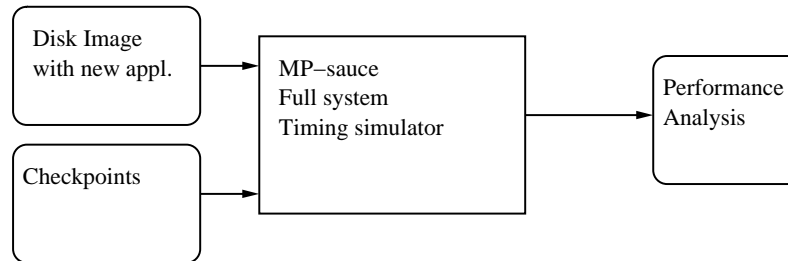 Disk Image
with new appl.
MP−sauce
Full system
Timing simulator
Performance
Analysis
Checkpoints